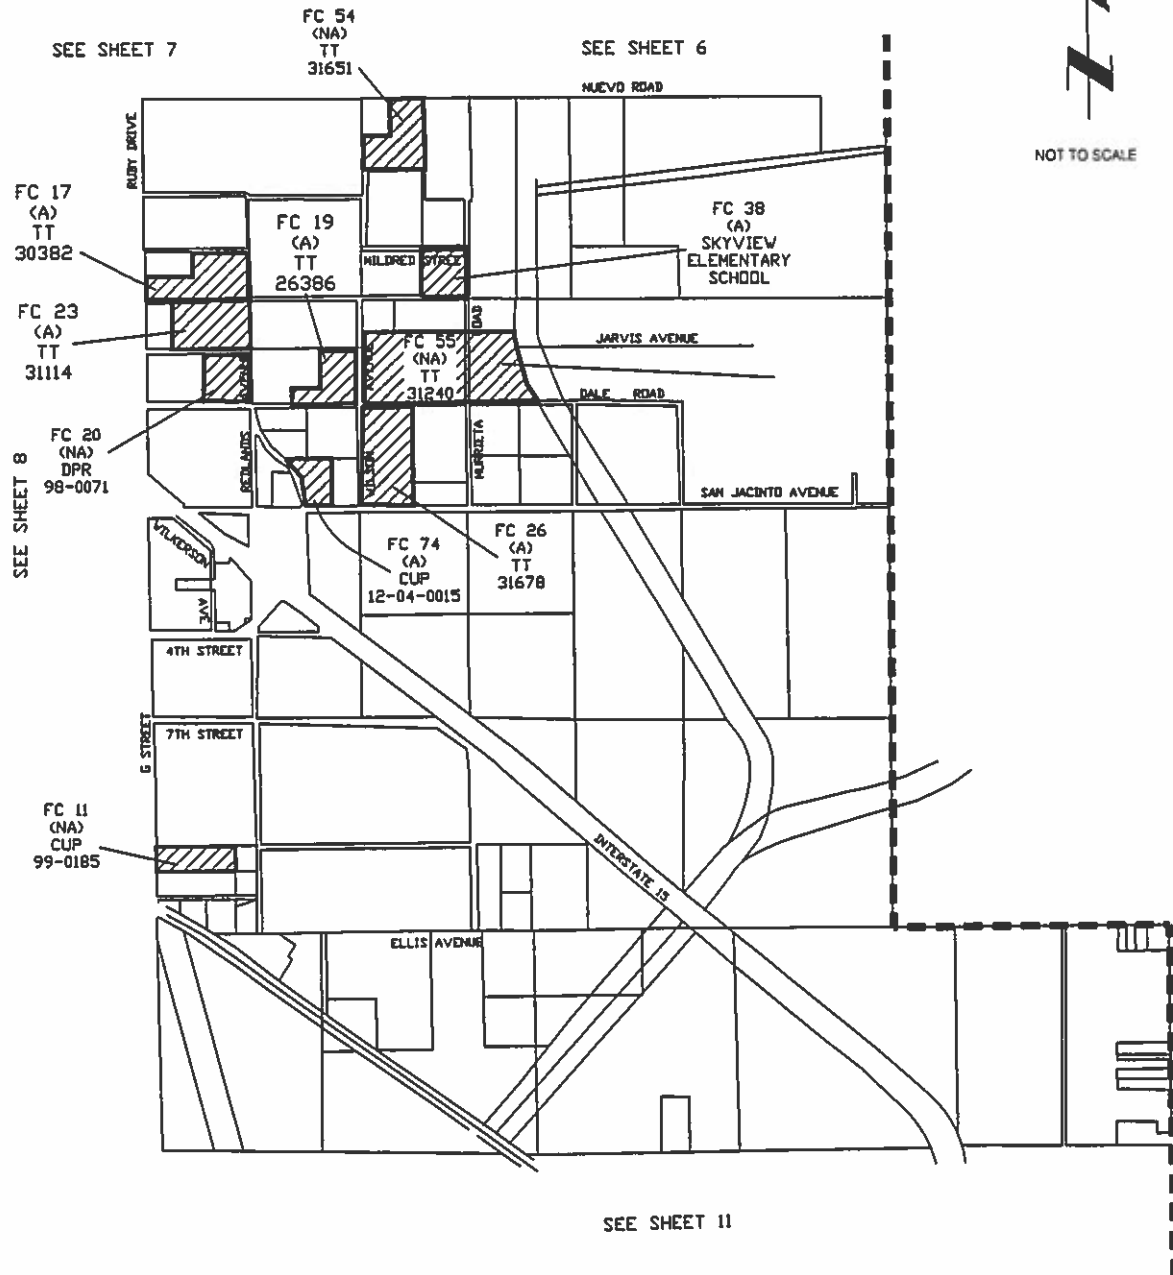 FC 54
(NA)
TT
31651
SEE SHEET 7
SEE SHEET 6
NUEVO ROAD
RUBY DRIVE
NOT TO SCALE
FC 17
(A)
TT
30382
FC 19
(A)
TT
26386
FC 38
(A)
SKYVIEW
ELEMENTARY
SCHOOL
MILDRED STREET
FC 23
(A)
TT
31114
FC 55
(NA)
TT
31240
JARVIS AVENUE
DALE ROAD
FC 20
(NA)
DPR
98-0071
REDLANDS
AVENUE
WILSON
AVENUE
MURRIETA
ROAD
SEE SHEET 8
SAN JACINTO AVENUE
WILKERSON
AVE
FC 74
(A)
CUP
12-04-0015
FC 26
(A)
TT
31678
4TH STREET
G STREET
7TH STREET
FC 11
(NA)
CUP
99-0185
INTERSTATE 15
ELLIS AVENUE
SEE SHEET 11